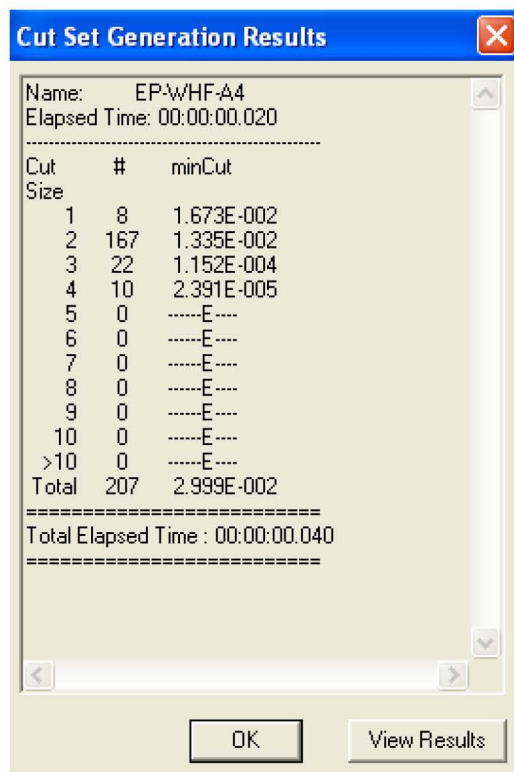 Cut Set Generation Results
Name: EP-WHF-A4
Elapsed Time: 00:00:00.020
--------------------------------------------------
Cut # minCut
Size
1 8 1.673E-002
2 167 1.335E-002
3 22 1.152E-004
4 10 2.391E-005
5 0 ------E----
6 0 ------E----
7 0 ------E----
8 0 ------E----
9 0 ------E----
10 0 ------E----
>10 0 ------E----
Total 207 2.999E-002
==========================
Total Elapsed Time : 00:00:00.040
==========================
OK View Results